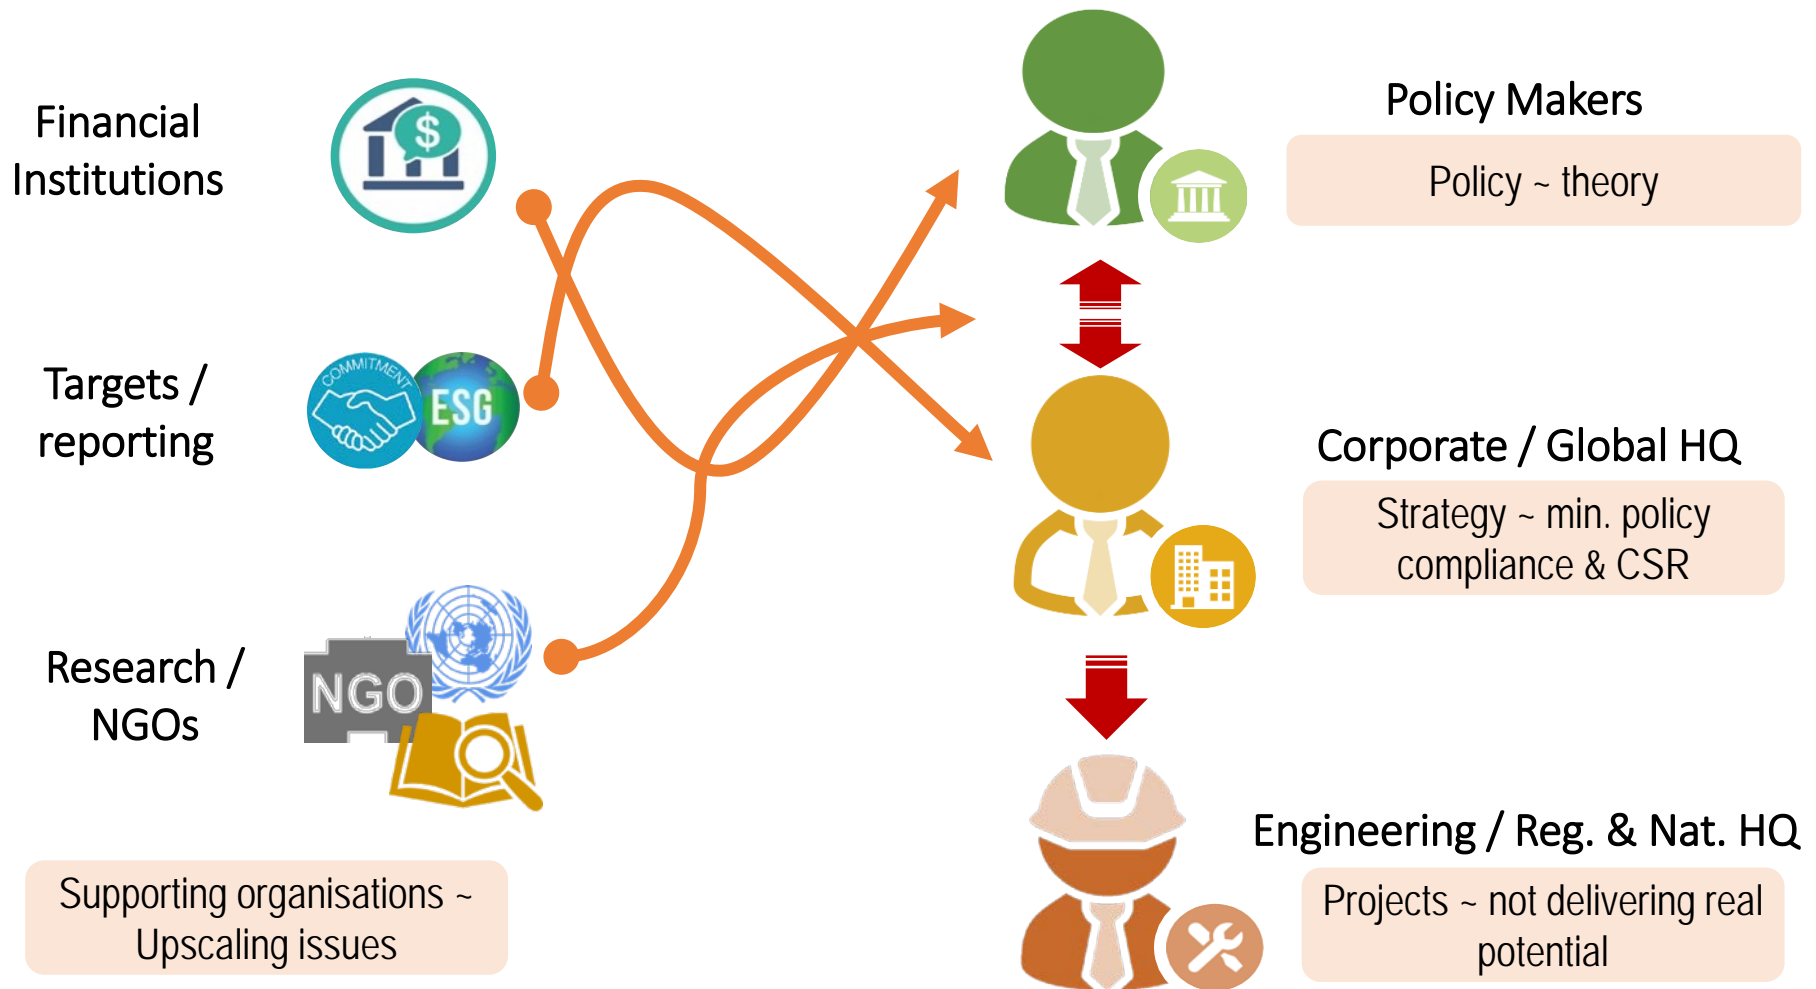 Financial
Institutions
$
Targets /
reporting
COMMITMENT
ESG
Research /
NGOs
NGO
Supporting organisations ~
Upscaling issues
Policy Makers
Policy ~ theory
Corporate / Global HQ
Strategy ~ min. policy
compliance & CSR
Engineering / Reg. & Nat. HQ
Projects ~ not delivering real
potential